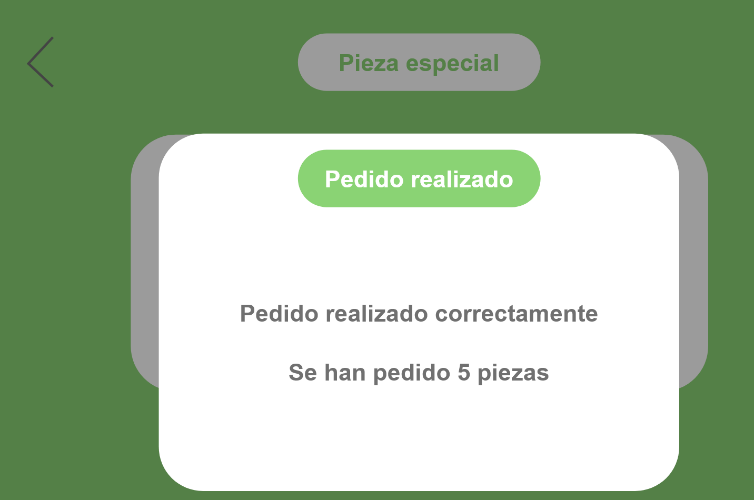 Pieza especial
Pedido realizado
Pedido realizado correctamente
Se han pedido 5 piezas